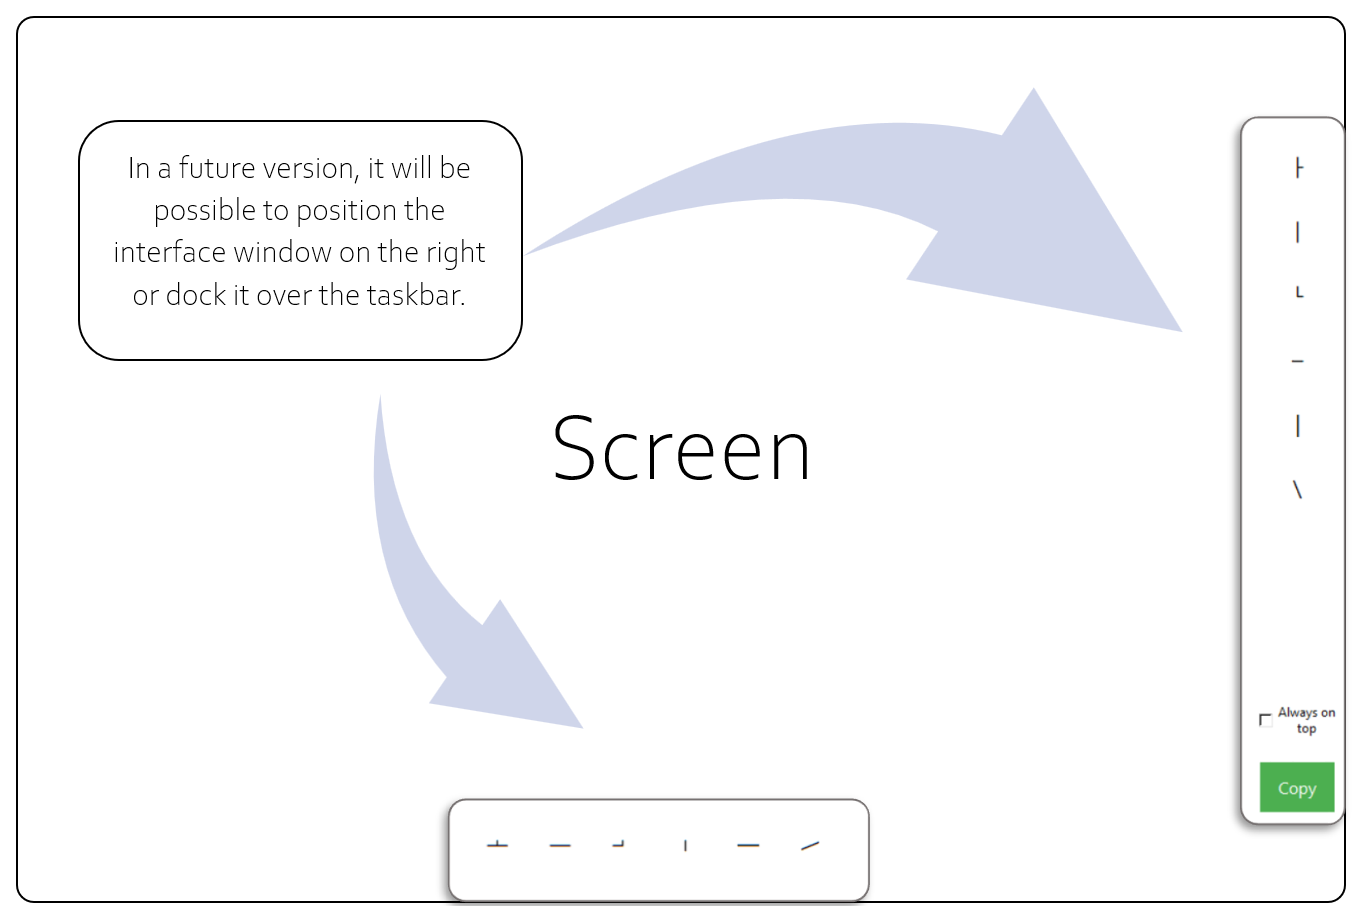 In a future version, it will be
possible to position the
interface window on the right
or dock it over the taskbar.
Screen
Always on
top
Copy